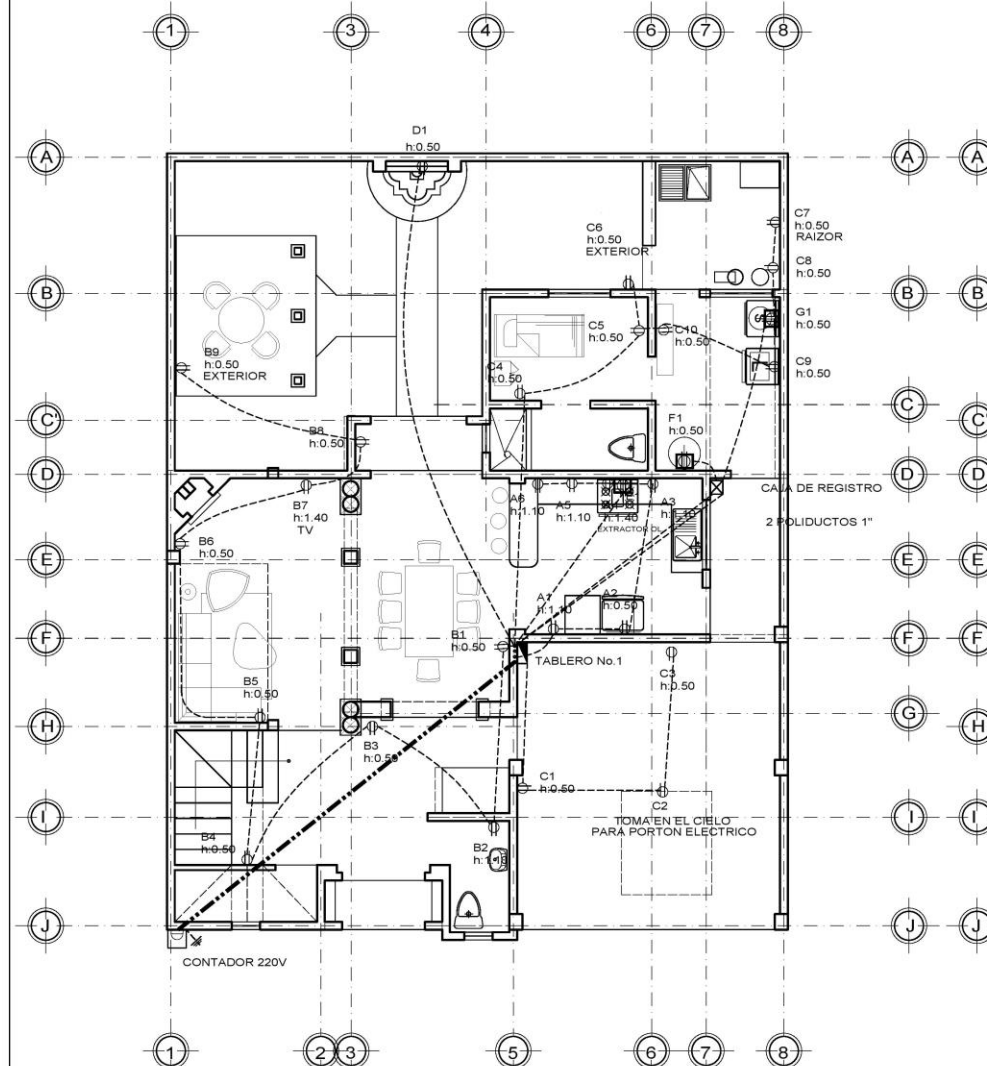 1 3 4 6 7 8
D1
h:0.50
A A A
C7
h:0.50
RAIZOR
C6
h:0.50
EXTERIOR
C8
h:0.50
B B B
G1
h:0.50
C5
h:0.50
C10
h:0.50
B9
h:0.50
EXTERIOR
C4
h:0.50
C9
h:0.50
C' C C'
F1
h:0.50
B8
h:0.50
D D D
CAJA DE REGISTRO
2 POLIDUCTOS 1"
B7
h:1.40
TV
A6
h:1.10
A5
h:1.10
h:1.40
A3
h:1.10
B6
h:0.50
E E E
A1
h:1.10
A2
h:0.50
F F F
B1
h:0.50
TABLERO No.1
B5
h:0.50
C3
h:0.50
H G H
B3
h:0.50
C1
h:0.50
C2
TOMA EN EL CIELO
PARA PORTON ELECTRICO
I I I
B4
h:0.50
B2
h:1.10
J J J
CONTADOR 220V
1 2 3 5 6 7 8